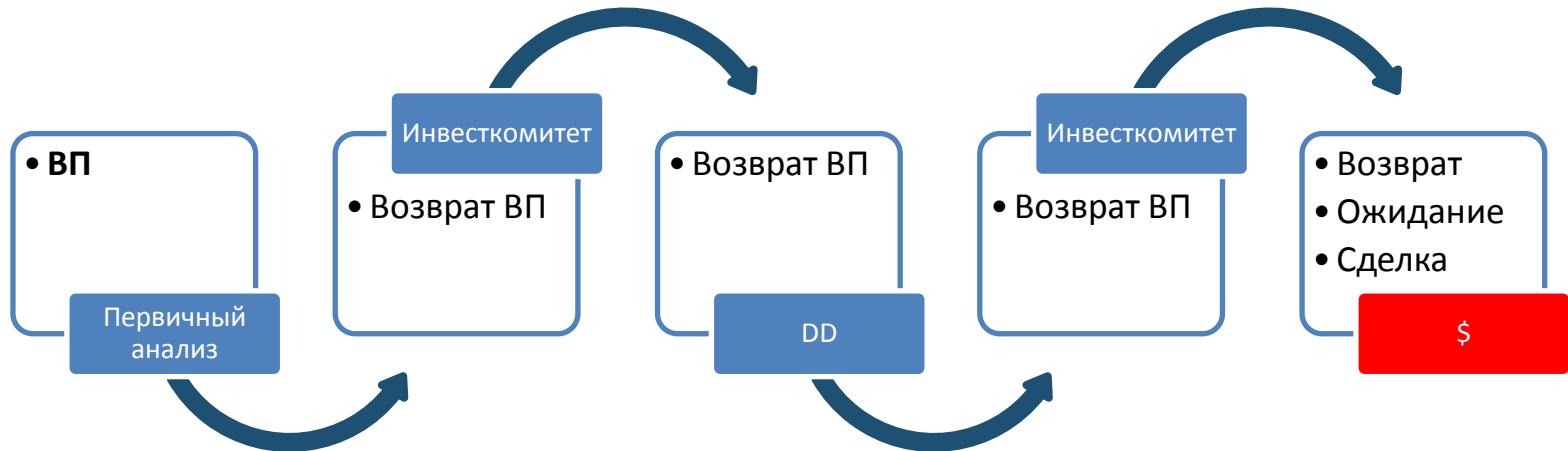 • ВП
Первичный
анализ
Инвесткомитет
• Возврат ВП
• Возврат ВП
DD
Инвесткомитет
• Возврат ВП
• Возврат
• Ожидание
• Сделка
$